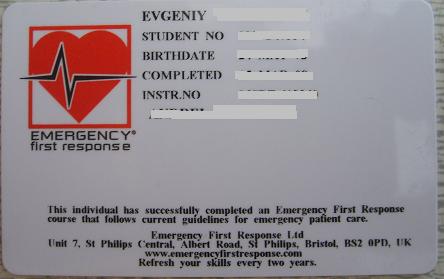 EVGENIY
STUDENT NO
BIRTHDATE
COMPLETED
INSTR.NO
EMERGENCY®
first response
This individual has successfully completed an Emergency First Response
course that follows current guidelines for emergency patient care.
Emergency First Response Ltd
Unit 7, St Philips Central, Albert Road, St Philips, Bristol, BS2 0PD, UK
www.emergencyfirstresponse.com
Refresh your skills every two years.